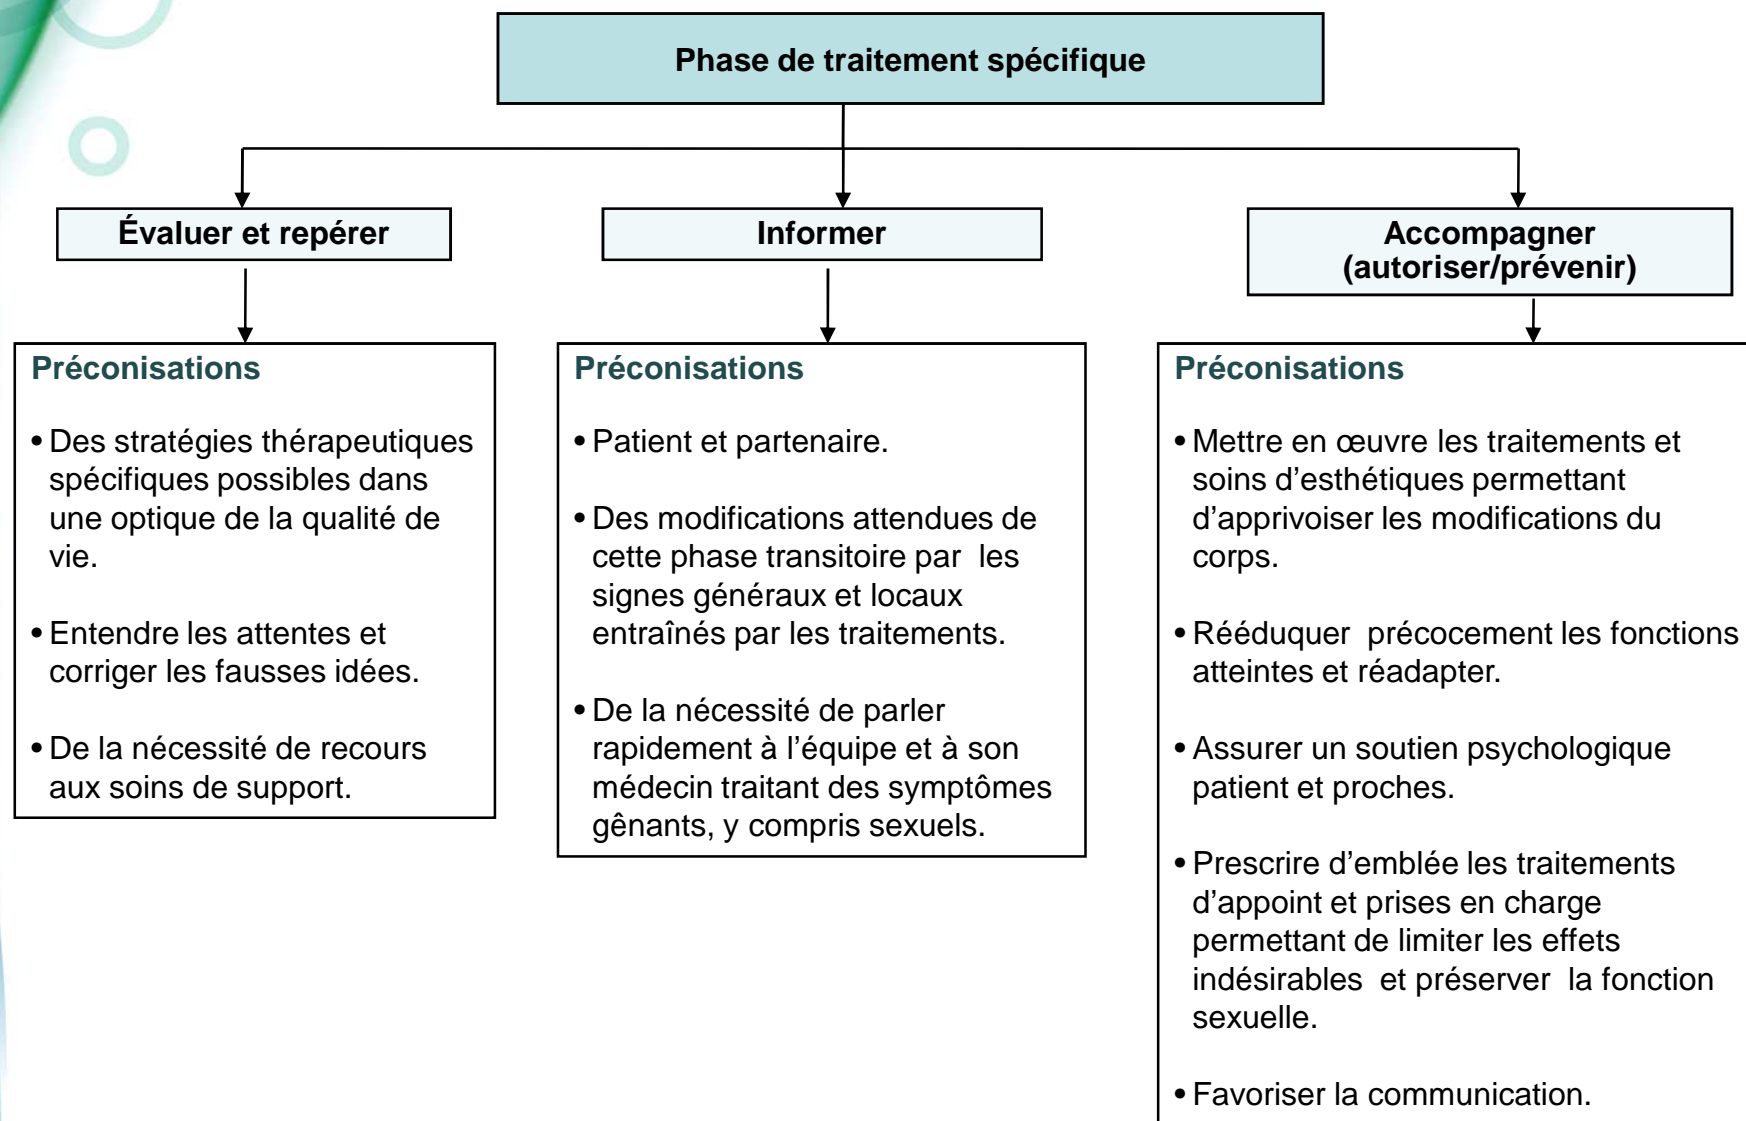 Phase de traitement spécifique
Évaluer et repérer
Préconisations
• Des stratégies thérapeutiques
spécifiques possibles dans
une optique de la qualité de
vie.
• Entendre les attentes et
corriger les fausses idées.
• De la nécessité de recours
aux soins de support.
Informer
Préconisations
• Patient et partenaire.
• Des modifications attendues de
cette phase transitoire par les
signes généraux et locaux
entraînés par les traitements.
• De la nécessité de parler
rapidement à l’équipe et à son
médecin traitant des symptômes
gênants, y compris sexuels.
Accompagner
(autoriser/prévenir)
Préconisations
• Mettre en œuvre les traitements et
soins d’esthétiques permettant
d’apprivoiser les modifications du
corps.
• Rééduquer précocement les fonctions
atteintes et réadapter.
• Assurer un soutien psychologique
patient et proches.
• Prescrire d’emblée les traitements
d’appoint et prises en charge
permettant de limiter les effets
indésirables et préserver la fonction
sexuelle.
• Favoriser la communication.